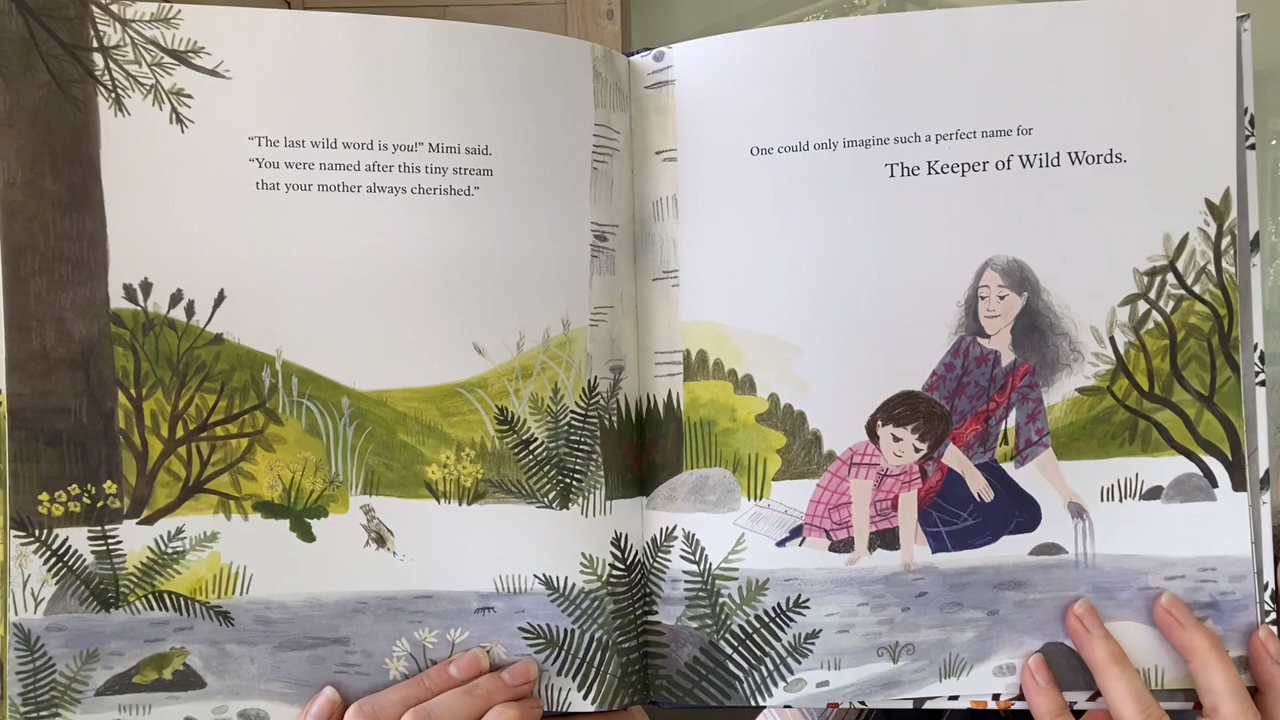 “The last wild word is you!” Mimi said.
“You were named after this tiny stream
that your mother always cherished.”
One could only imagine such a perfect name for
The Keeper of Wild Words.